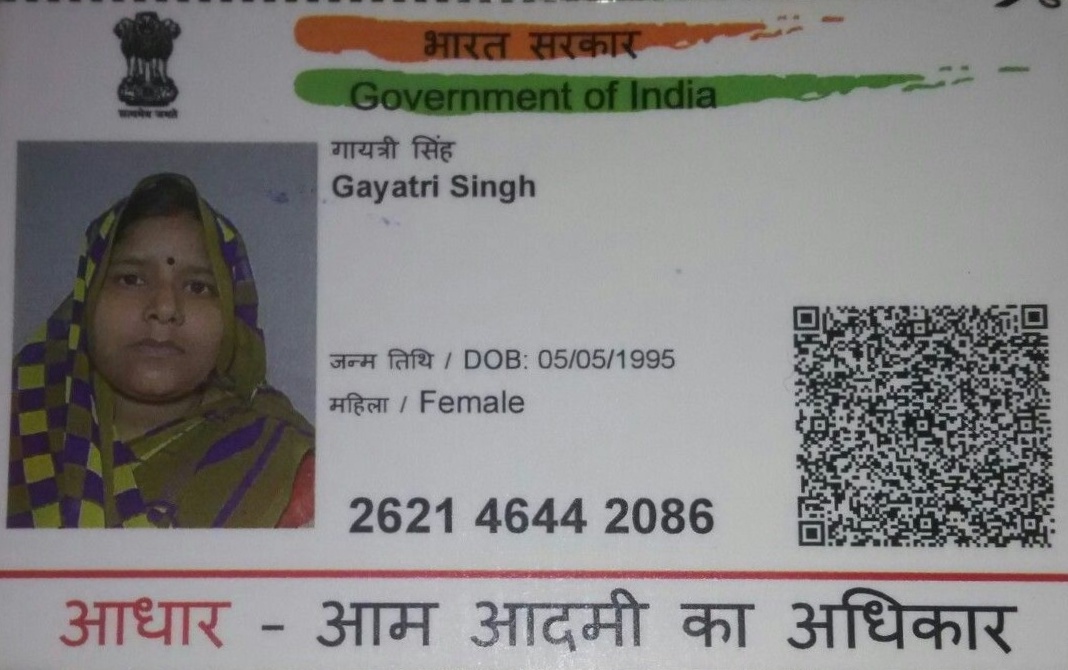 भारत सरकार
Government of India
सत्यमेव जयते
गायत्री सिंह
Gayatri Singh
जन्म तिथि / DOB: 05/05/1995
महिला / Female
2621 4644 2086
आधार - आम आदमी का अधिकार